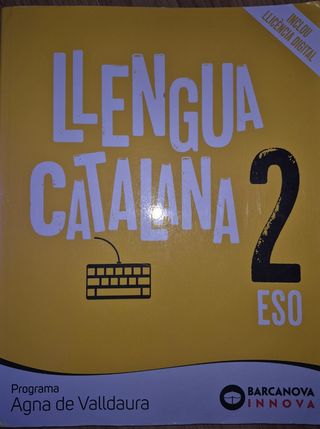 INCLOU
LLICÈNCIA DIGITAL
LLENGUA
CATALANA 2
ESO
Programa
Agna de Valldaura
BARCANOVA
INNOVA